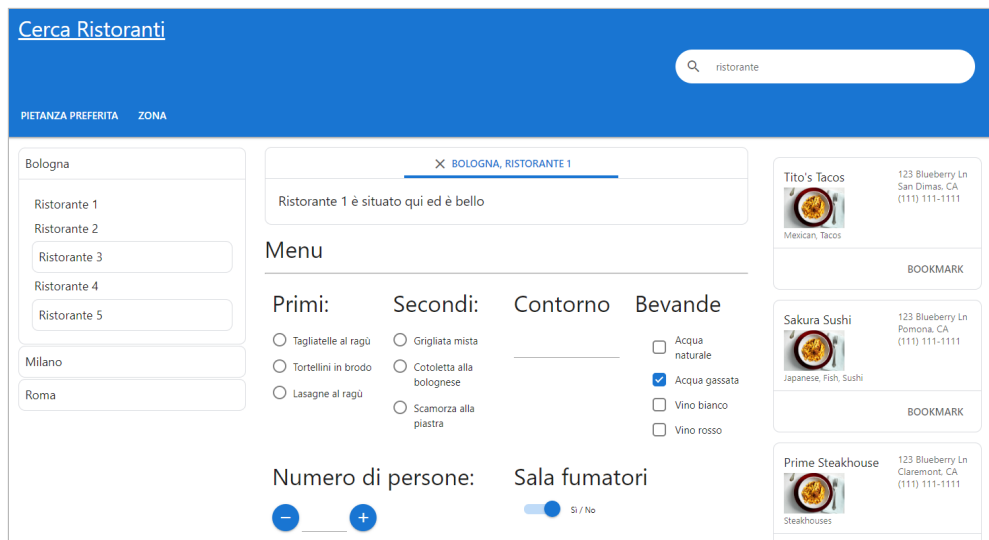 Cerca Ristoranti
ristorante
PIETANZA PREFERITA ZONA
Bologna
Ristorante 1
Ristorante 2
Ristorante 3
Ristorante 4
Ristorante 5
Milano
Roma
BOLOGNA, RISTORANTE 1
Ristorante 1 è situato qui ed è bello
Menu
Primi:
Tagliatelle al ragù
Tortellini in brodo
Lasagne al ragù
Secondi:
Grigliata mista
Cotoletta alla
bolognese
Scamorza alla
piastra
Contorno
Bevande
Acqua
naturale
Acqua gassata
Vino bianco
Vino rosso
Numero di persone:
Sala fumatori
Sì / No
Tito's Tacos
123 Blueberry Ln
San Dimas, CA
(111) 111-1111
Mexican, Tacos
BOOKMARK
Sakura Sushi
123 Blueberry Ln
Pomona, CA
(111) 111-1111
Japanese, Fish, Sushi
BOOKMARK
Prime Steakhouse
123 Blueberry Ln
Claremont, CA
(111) 111-1111
Steakhouses